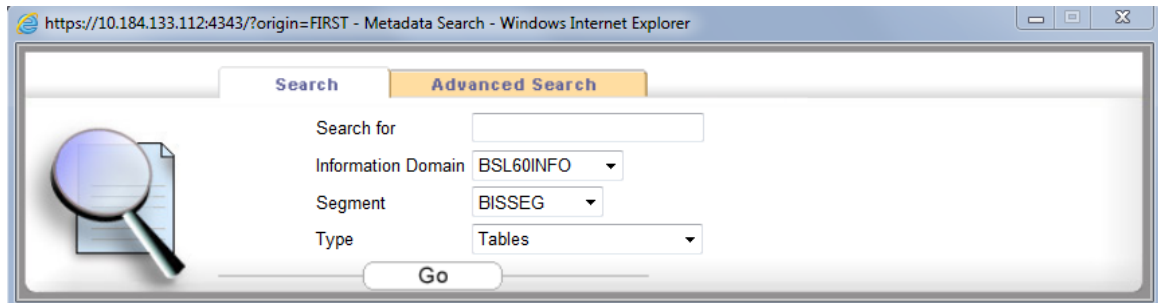 https://10.184.133.112:4343/?origin=FIRST - Metadata Search - Windows Internet Explorer
Search Advanced Search
Search for
Information Domain BSL60INFO
Segment BISSEG
Type Tables
Go